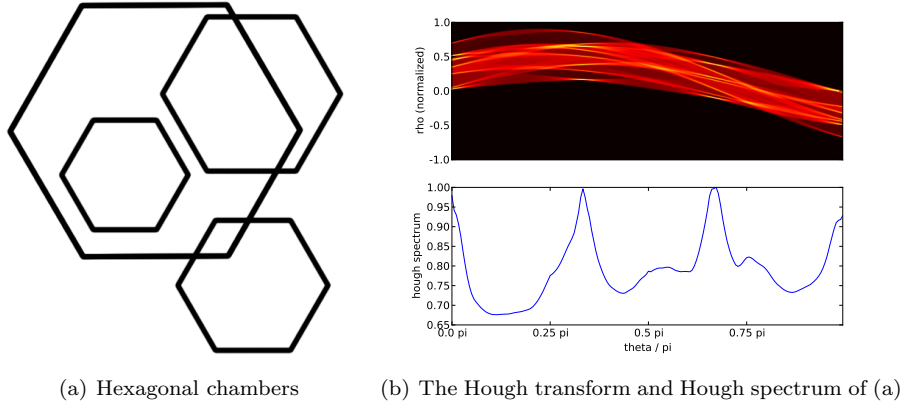 1.0
0.5
0.0
-0.5
-1.0
rho (normalized)
1.00
0.95
0.90
0.85
0.80
0.75
0.70
0.65
hough spectrum
0.0 pi 0.25 pi 0.5 pi 0.75 pi
theta / pi
(a) Hexagonal chambers
(b) The Hough transform and Hough spectrum of (a)